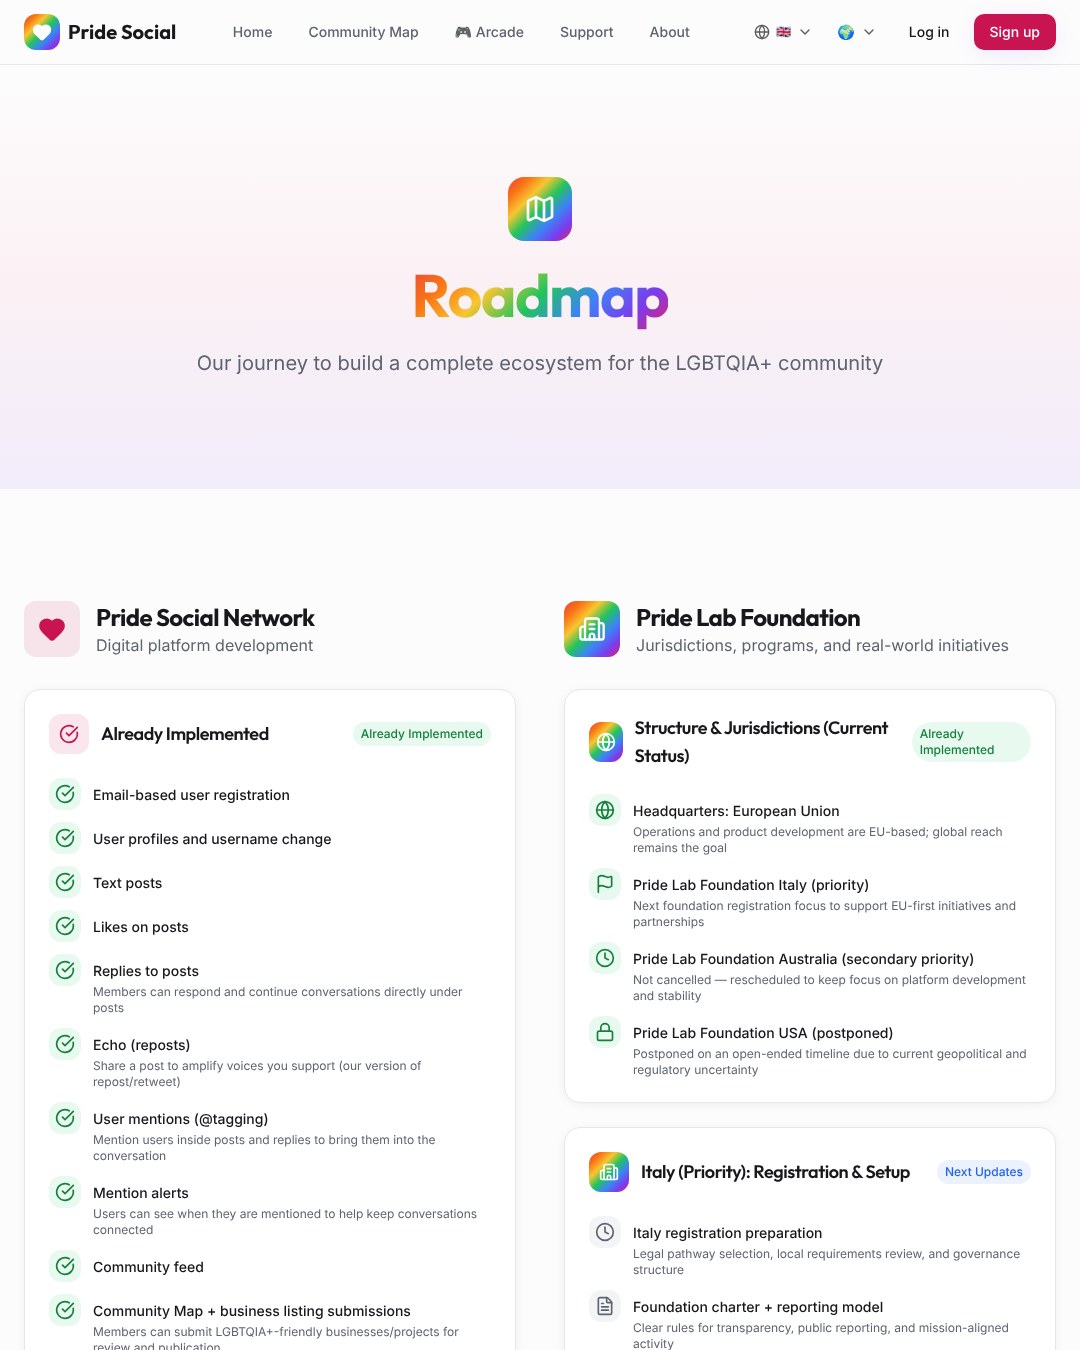 Pride Social
Home
Community Map
🎮 Arcade
Support
About
Log in
Sign up
Roadmap
Our journey to build a complete ecosystem for the LGBTQIA+ community
Pride Social Network
Digital platform development
Already Implemented
Already Implemented
Email-based user registration
User profiles and username change
Text posts
Likes on posts
Replies to posts
Members can respond and continue conversations directly under
posts
Echo (reposts)
Share a post to amplify voices you support (our version of
repost/retweet)
User mentions (@tagging)
Mention users inside posts and replies to bring them into the
conversation
Mention alerts
Users can see when they are mentioned to help keep conversations
connected
Community feed
Community Map + business listing submissions
Members can submit LGBTQIA+-friendly businesses/projects for
review and publication
Pride Lab Foundation
Jurisdictions, programs, and real-world initiatives
Structure & Jurisdictions (Current
Status)
Already
Implemented
Headquarters: European Union
Operations and product development are EU-based; global reach
remains the goal
Pride Lab Foundation Italy (priority)
Next foundation registration focus to support EU-first initiatives and
partnerships
Pride Lab Foundation Australia (secondary priority)
Not cancelled — rescheduled to keep focus on platform development
and stability
Pride Lab Foundation USA (postponed)
Postponed on an open-ended timeline due to current geopolitical and
regulatory uncertainty
Italy (Priority): Registration & Setup
Next Updates
Italy registration preparation
Legal pathway selection, local requirements review, and governance
structure
Foundation charter + reporting model
Clear rules for transparency, public reporting, and mission-aligned
activity